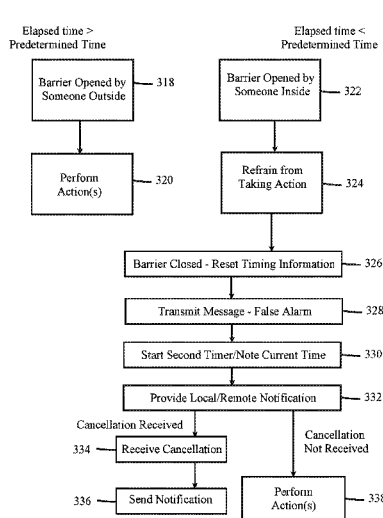 Elapsed time >
Predetermined Time
Elapsed time <
Predetermined Time
Barrier Opened by
Someone Outside
318
Barrier Opened by
Someone Inside
322
Perform
Action(s)
320
Refrain from
Taking Action
324
Barrier Closed - Reset Timing Information
326
Transmit Message - False Alarm
328
Start Second Timer/Note Current Time
330
Provide Local/Remote Notification
332
Cancellation Received
Cancellation
Not Received
334
Receive Cancellation
336
Send Notification
Perform
Action(s)
338